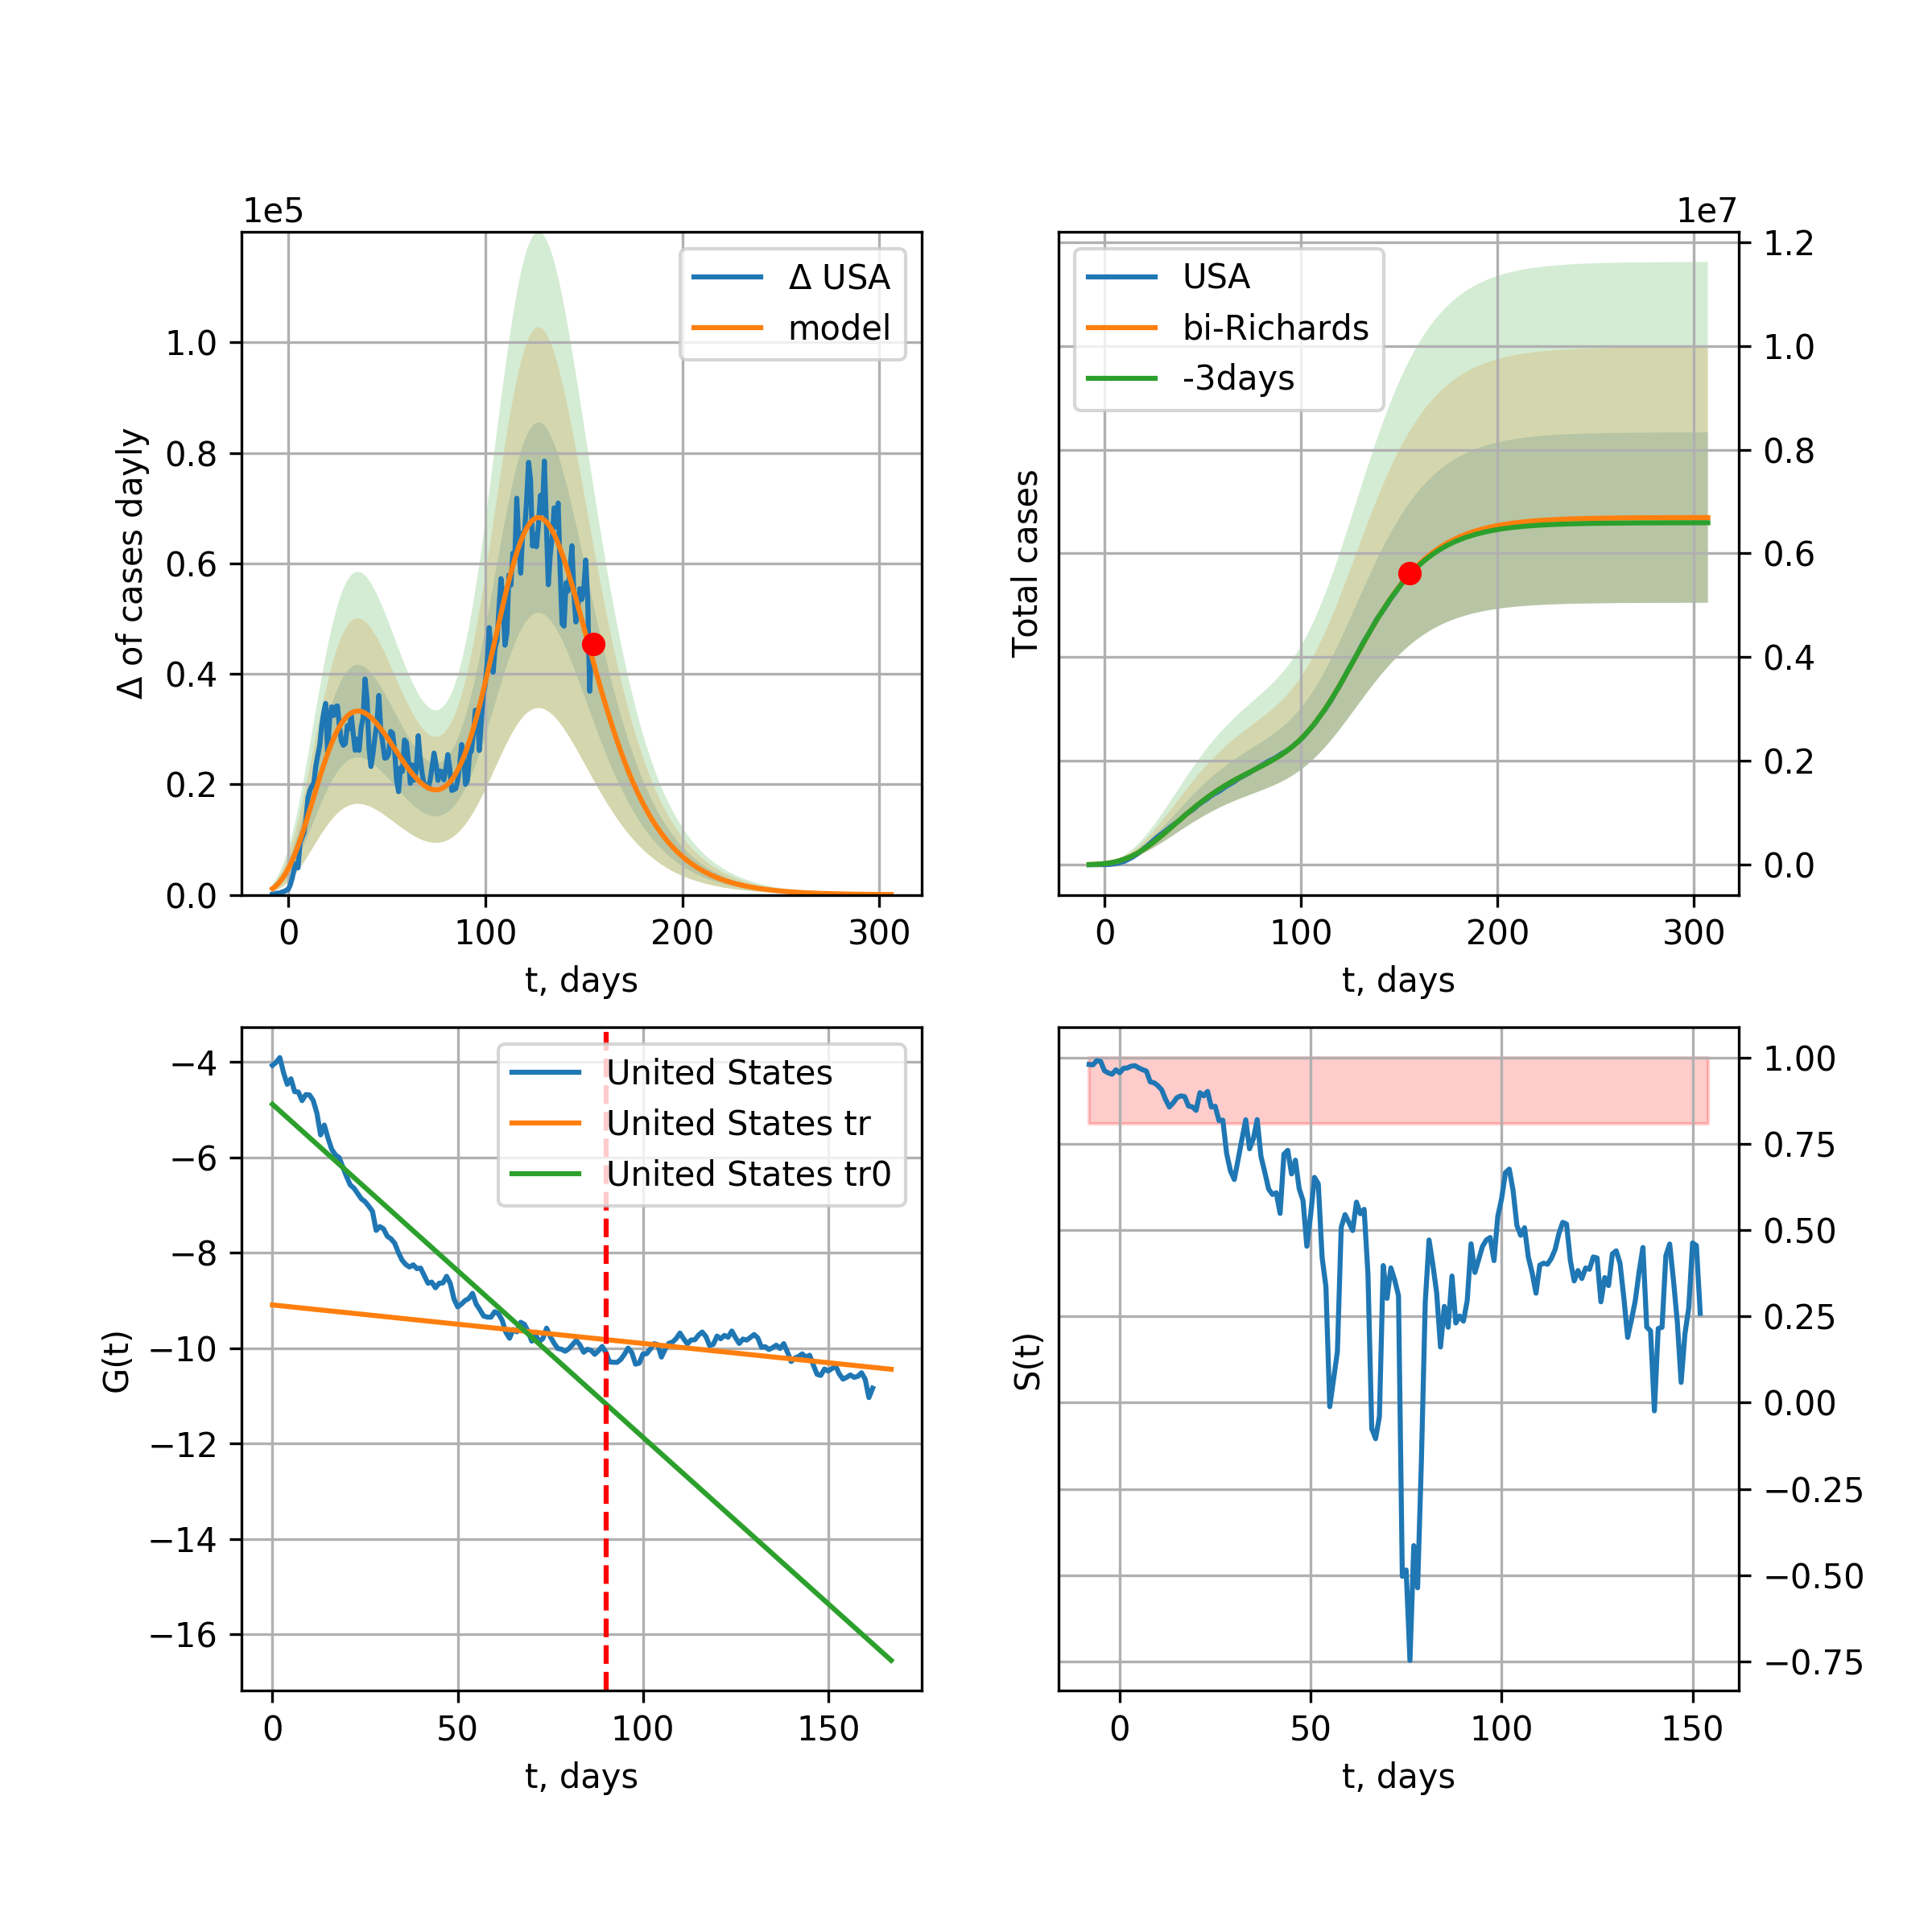 1e5
Δ USA
model
1.0
0.8
0.6
0.4
0.2
0.0
Δ of cases dayly
0 100 200 300
t, days
1e7
USA
bi-Richards
-3days
1.2
1.0
0.8
0.6
0.4
0.2
0.0
Total cases
0 100 200 300
t, days
United States
United States tr
United States tr0
−4
−6
−8
−10
−12
−14
−16
G(t)
0 50 100 150
t, days
1.00
0.75
0.50
0.25
0.00
−0.25
−0.50
−0.75
S(t)
0 50 100 150
t, days